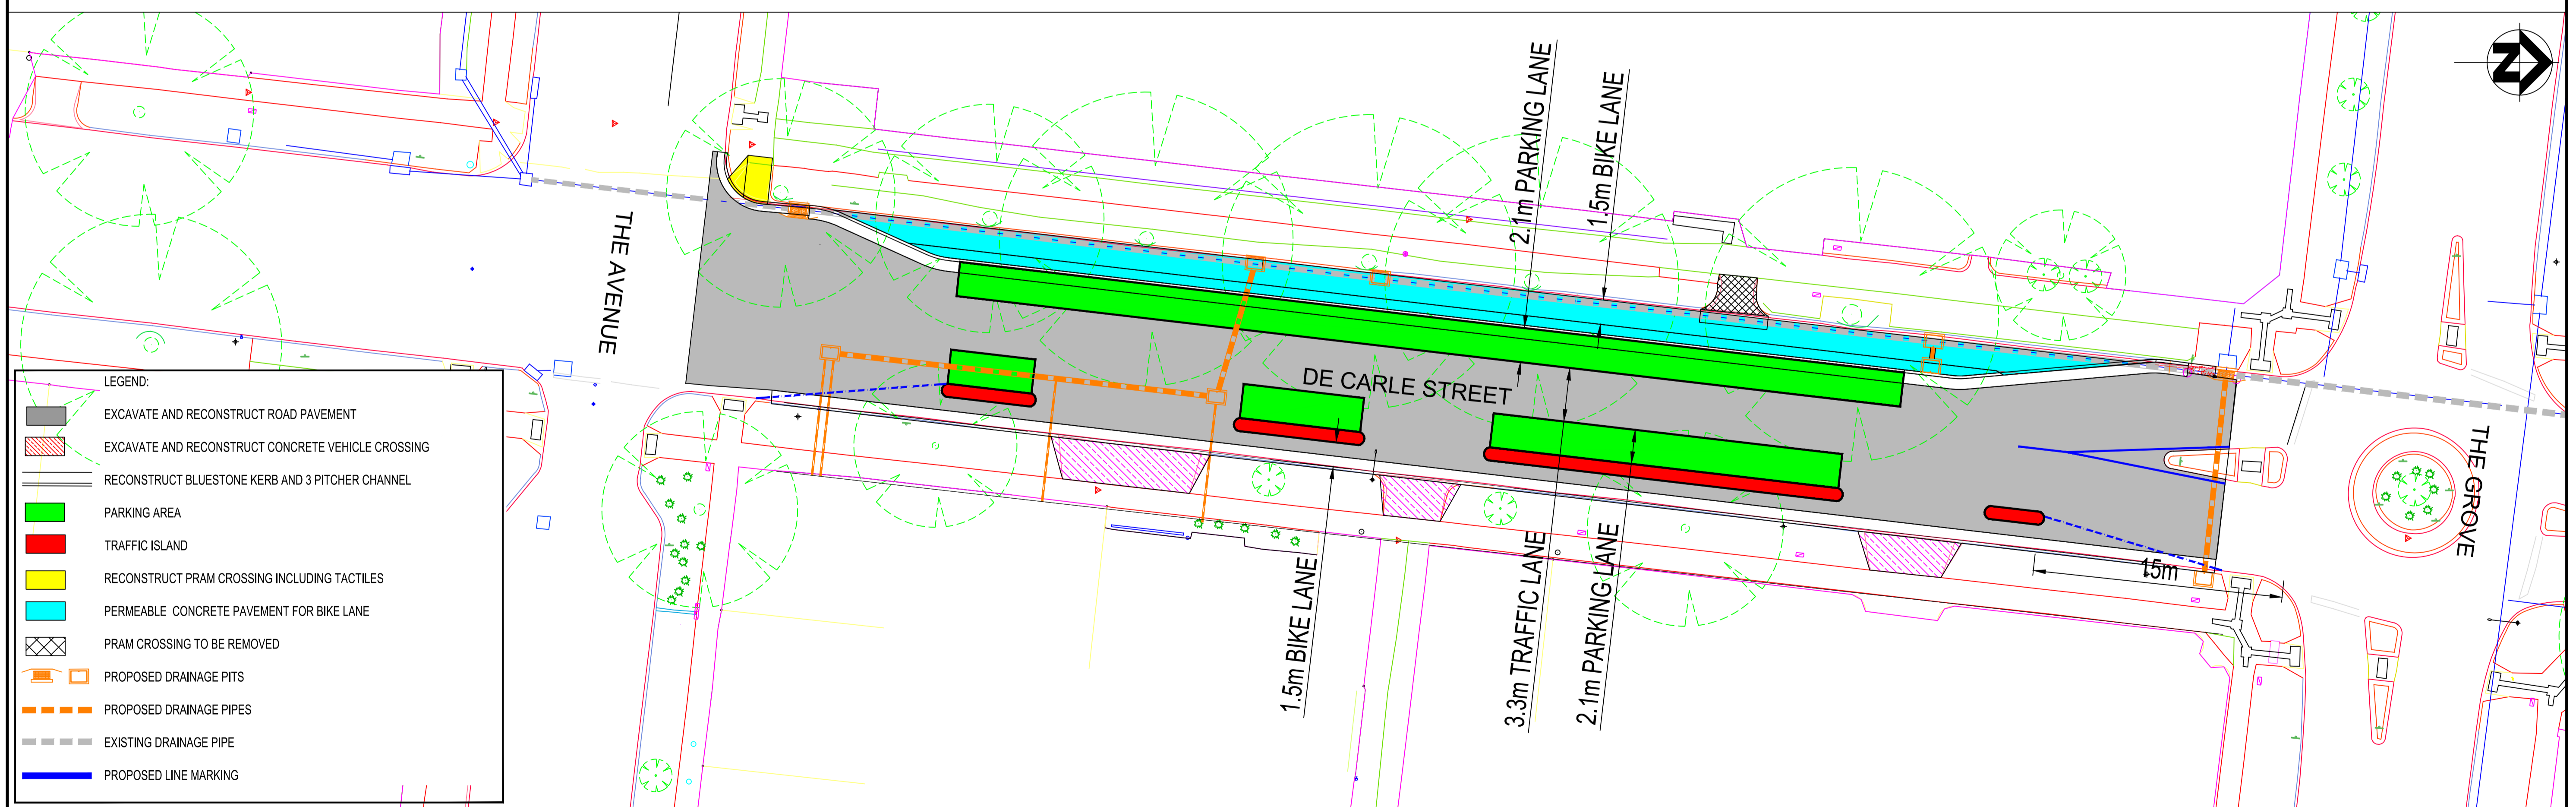 N
2.1m PARKING LANE
1.5m BIKE LANE
THE AVENUE
DE CARLE STREET
THE GROVE
15m
1.5m BIKE LANE
3.3m TRAFFIC LANE
2.1m PARKING LANE
LEGEND:
EXCAVATE AND RECONSTRUCT ROAD PAVEMENT
EXCAVATE AND RECONSTRUCT CONCRETE VEHICLE CROSSING
RECONSTRUCT BLUESTONE KERB AND 3 PITCHER CHANNEL
PARKING AREA
TRAFFIC ISLAND
RECONSTRUCT PRAM CROSSING INCLUDING TACTILES
PERMEABLE CONCRETE PAVEMENT FOR BIKE LANE
PRAM CROSSING TO BE REMOVED
PROPOSED DRAINAGE PITS
PROPOSED DRAINAGE PIPES
EXISTING DRAINAGE PIPE
PROPOSED LINE MARKING